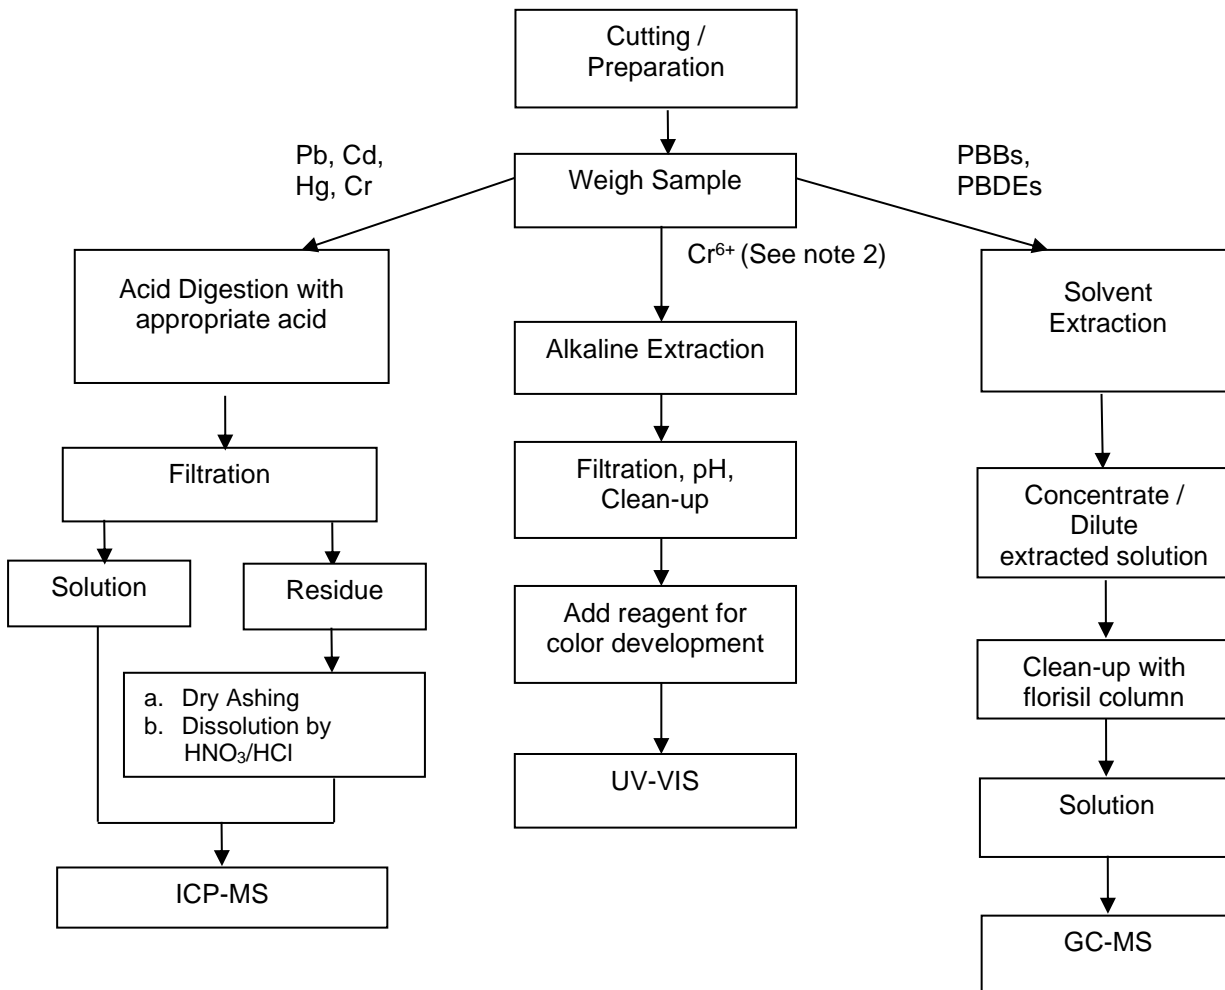 Cutting /
Preparation
Pb, Cd,
Hg, Cr
Weigh Sample
PBBs,
PBDEs
Cr⁶⁺ (See note 2)
Acid Digestion with
appropriate acid
Alkaline Extraction
Solvent
Extraction
Filtration
Filtration, pH,
Clean-up
Concentrate /
Dilute
extracted solution
Solution
Residue
Add reagent for
color development
a. Dry Ashing
b. Dissolution by
HNO₃/HCl
Clean-up with
florisil column
UV-VIS
Solution
ICP-MS
GC-MS